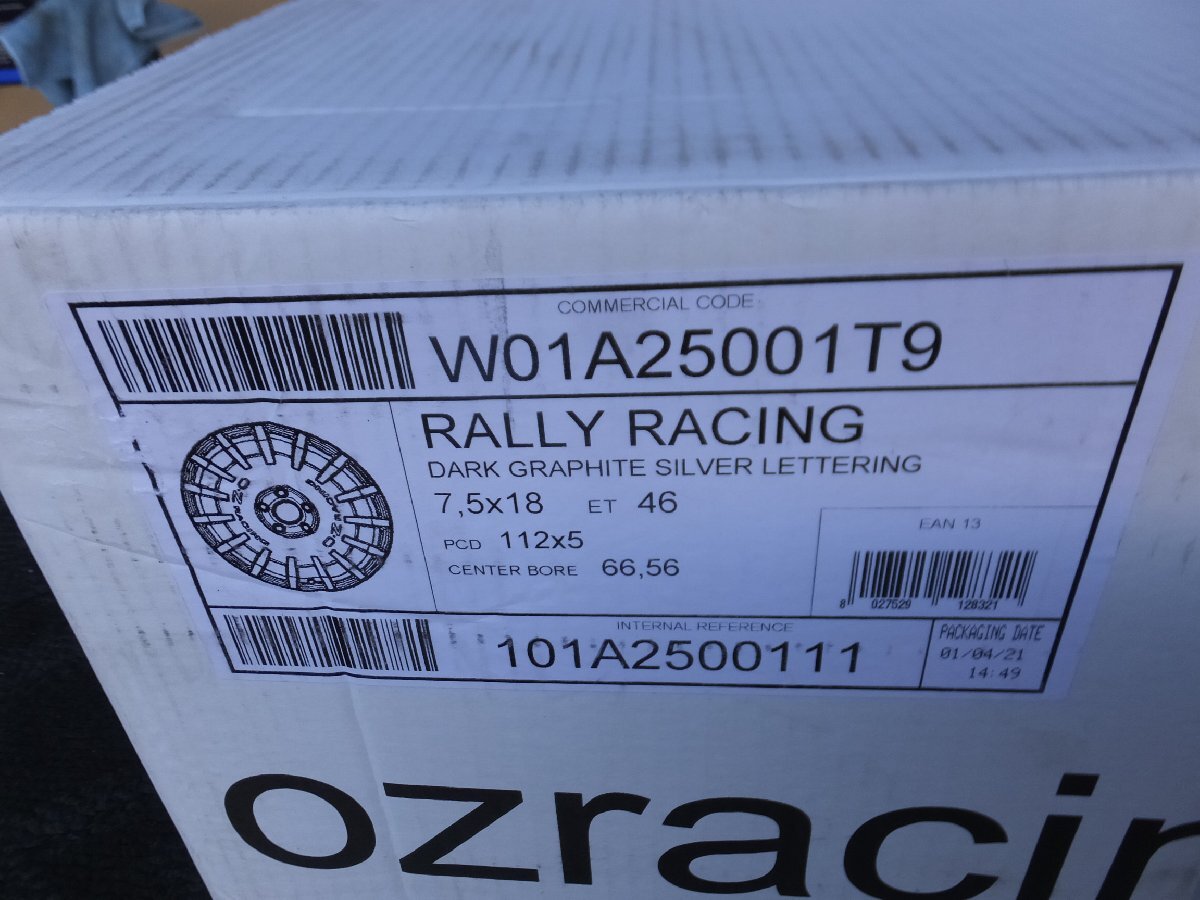 COMMERCIAL CODE
W01A25001T9
RALLY RACING
DARK GRAPHITE SILVER LETTERING
7,5x18 ET 46
PCD 112x5
CENTER BORE 66,56
EAN 13
8 027529 128321
INTERNAL REFERENCE
101A2500111
PACKAGING DATE
01/04/21
14:49
ozracin